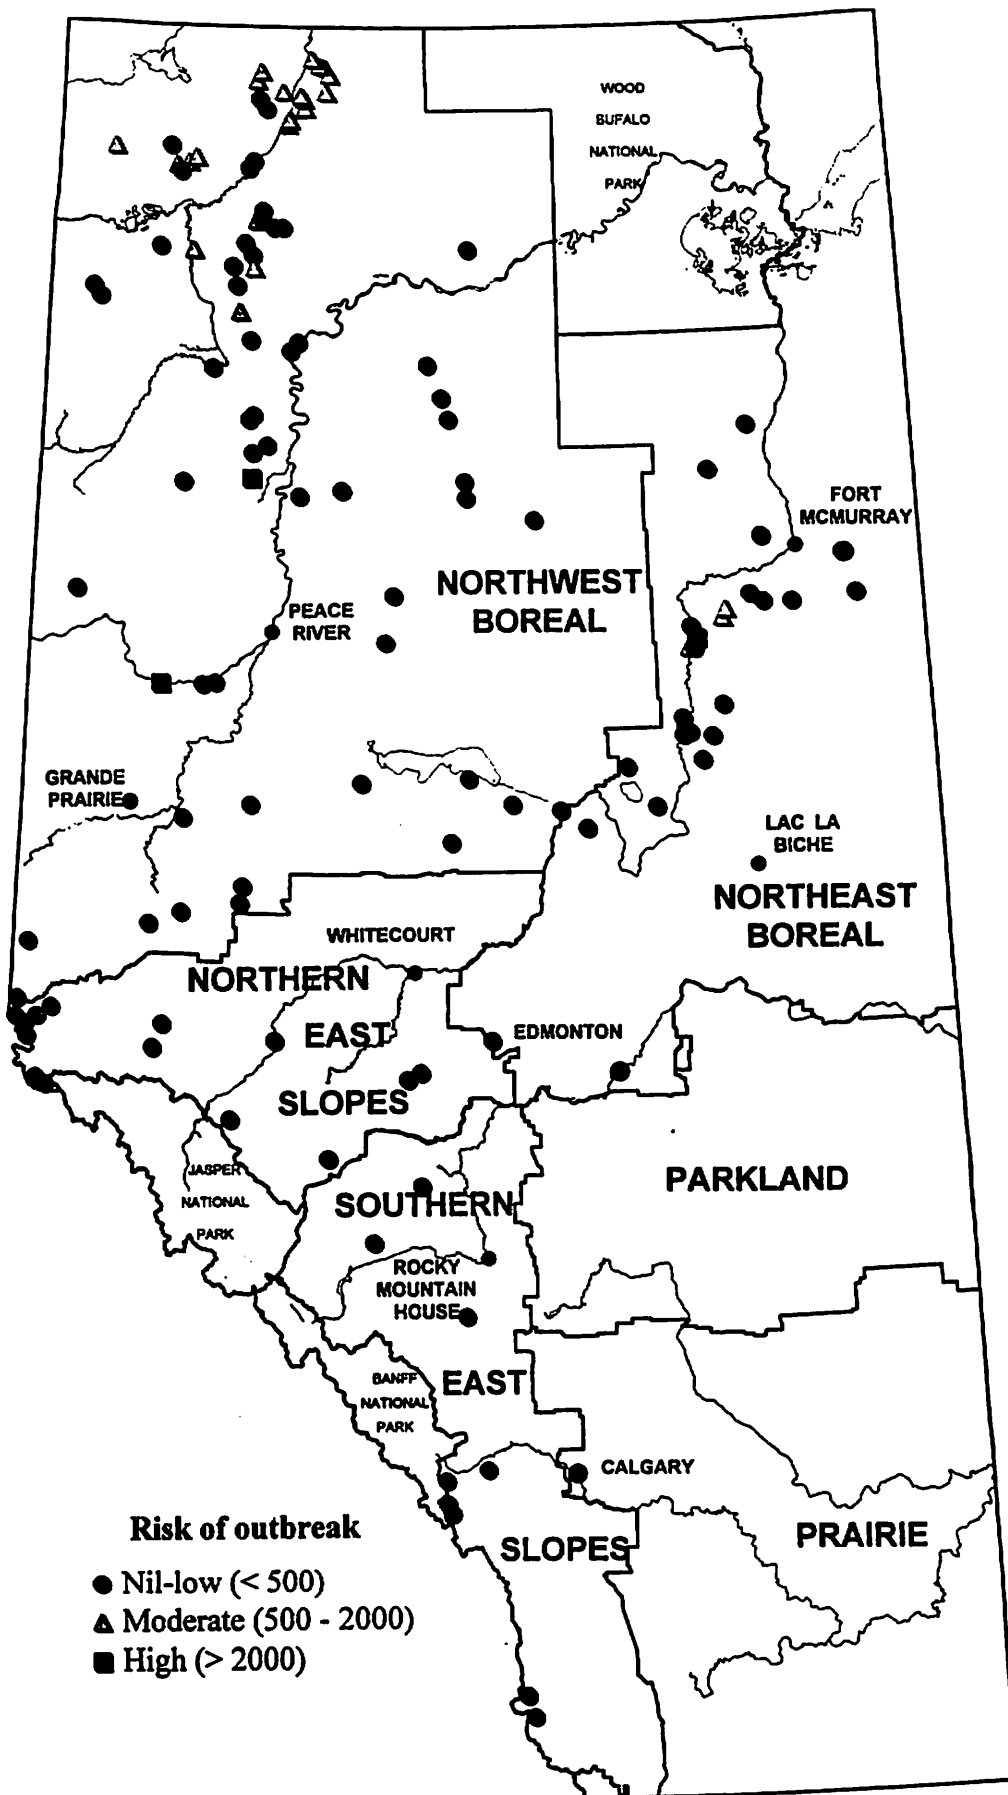 WOOD
BUFALO
NATIONAL
PARK
FORT
MCMURRAY
NORTHWEST
BOREAL
PEACE
RIVER
GRANDE
PRAIRIE
LAC LA
BICHE
NORTHEAST
BOREAL
WHITECOURT
NORTHERN
EAST
SLOPES
EDMONTON
JASPER
NATIONAL
PARK
PARKLAND
SOUTHERN
ROCKY
MOUNTAIN
HOUSE
EAST
BANFF
NATIONAL
PARK
CALGARY
SLOPES
PRAIRIE
Risk of outbreak
Nil-low (< 500)
Moderate (500 - 2000)
High (> 2000)